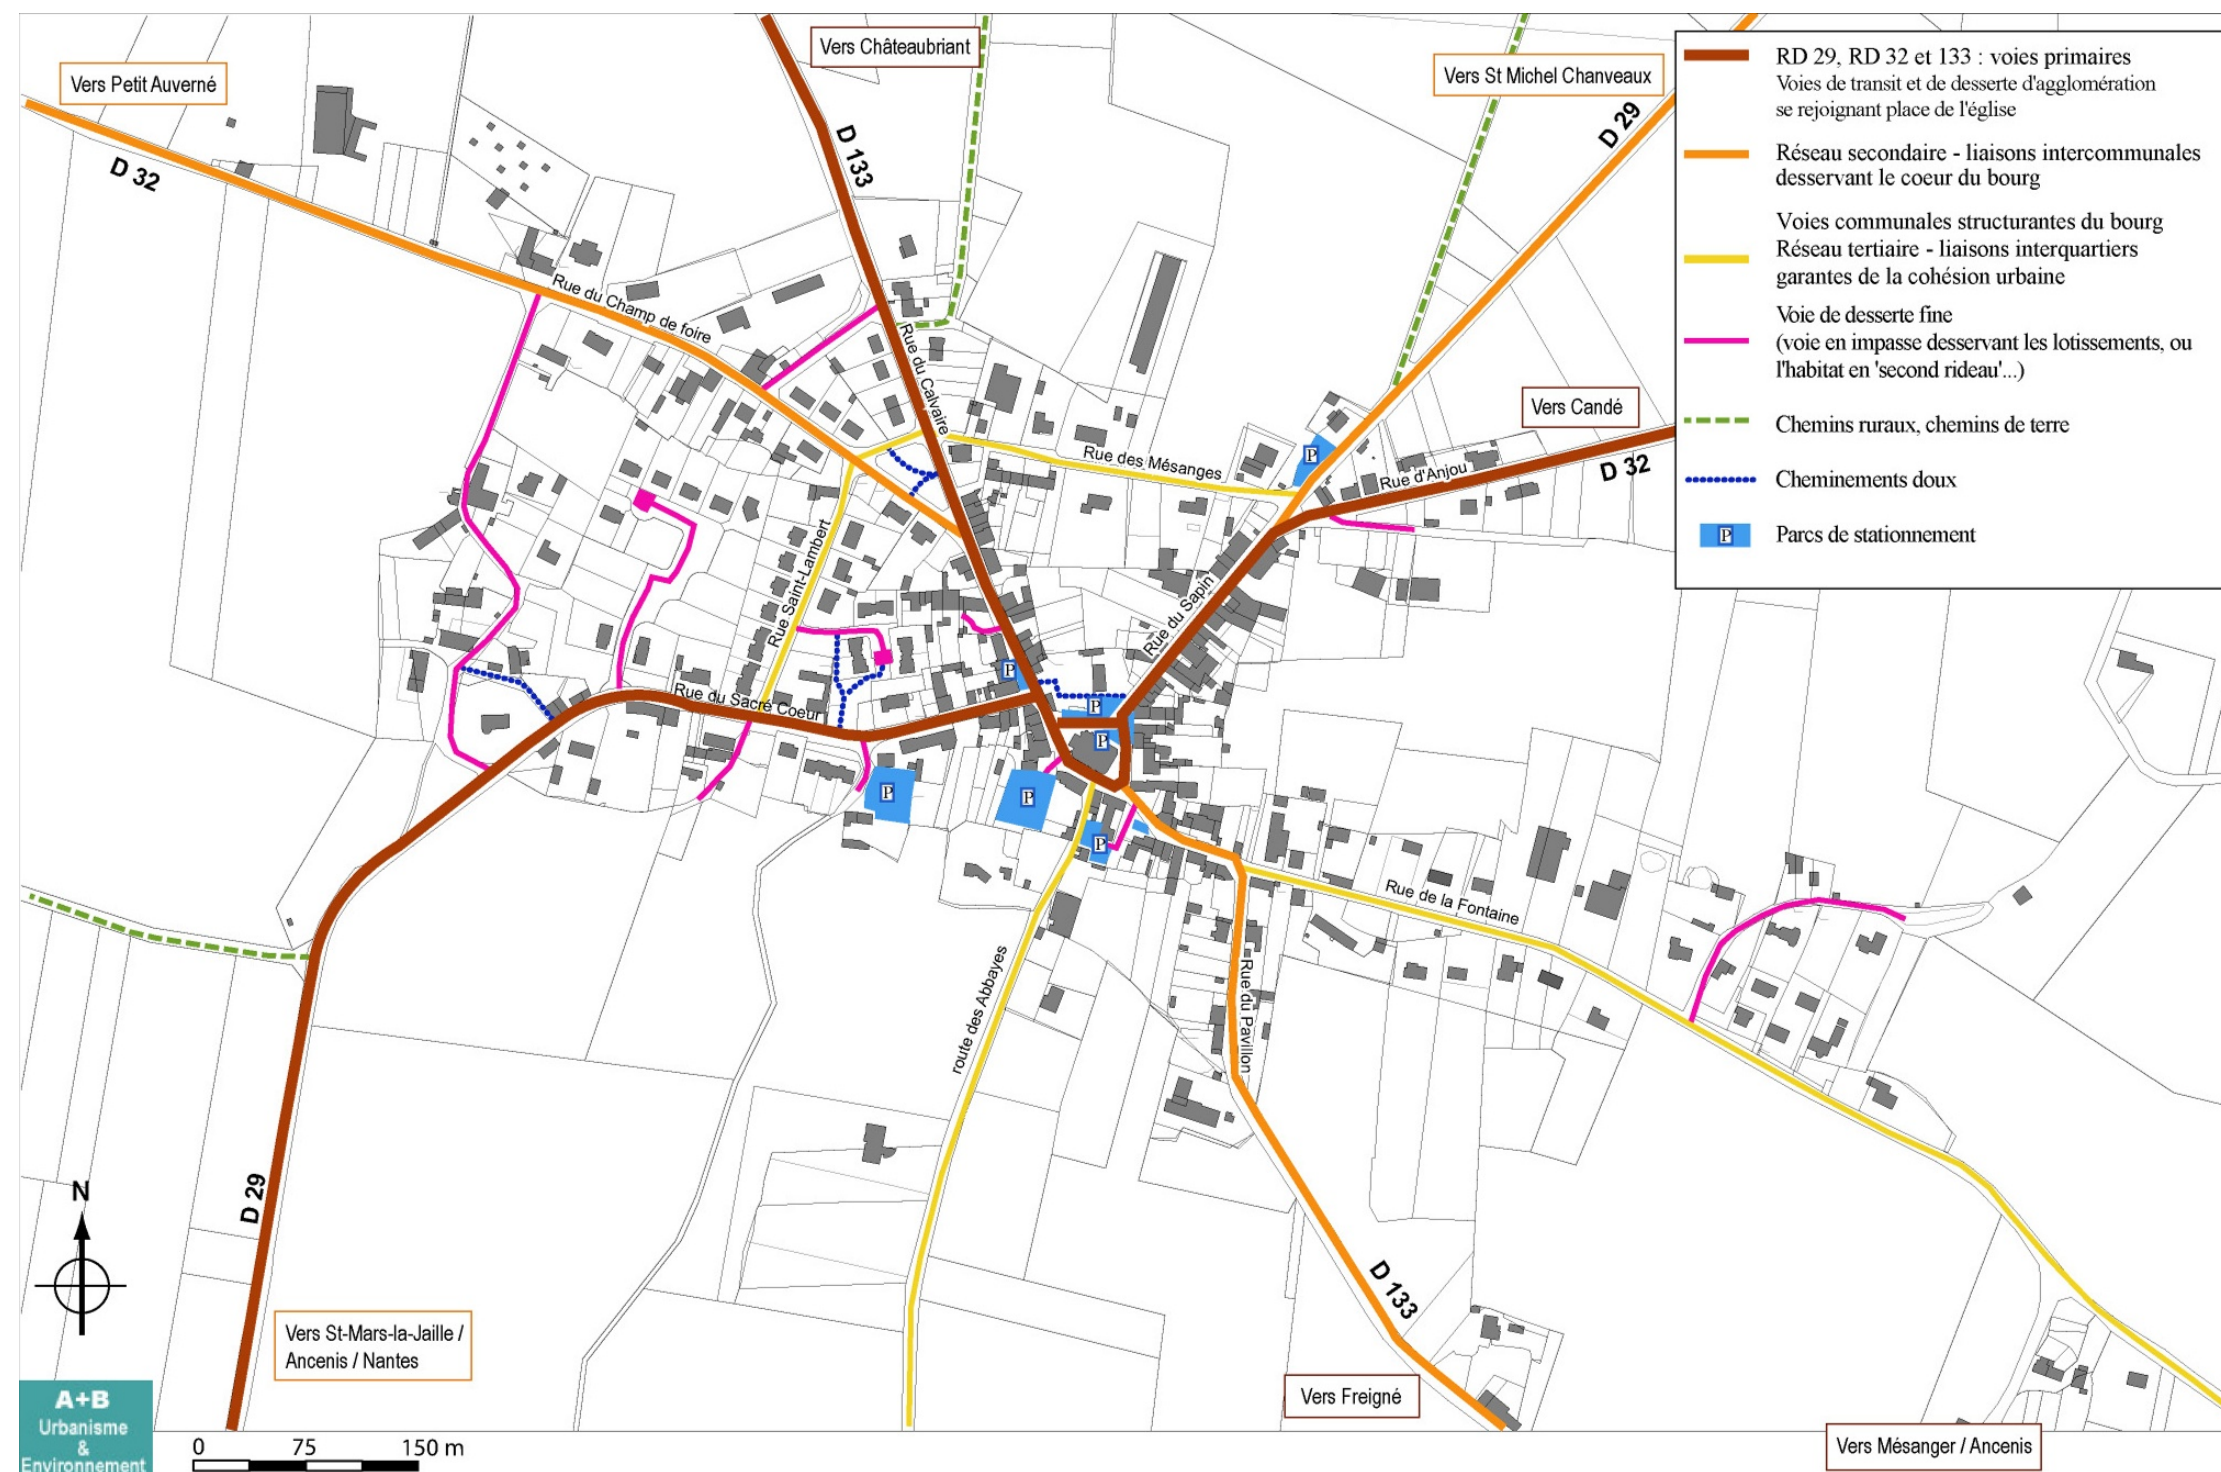 Vers Petit Auverné
Vers Châteaubriant
Vers St Michel Chanveaux
D 32
D 133
D 29
RD 29, RD 32 et 133 : voies primaires
Voies de transit et de desserte d'agglomération
se rejoignant place de l'église
Réseau secondaire - liaisons intercommunales
desservant le coeur du bourg
Voies communales structurantes du bourg
Réseau tertiaire - liaisons interquartiers
garantes de la cohésion urbaine
Voie de desserte fine
(voie en impasse desservant les lotissements, ou
l'habitat en 'second rideau'...)
Chemins ruraux, chemins de terre
Cheminements doux
P
Parcs de stationnement
Rue du Champ de foire
Rue du Calvaire
Vers Candé
Rue des Mésanges
P
Rue d'Anjou
D 32
Rue Saint-Lambert
Rue du Sapin
Rue du Sacré Coeur
P
P
P
P
P
P
Rue de la Fontaine
route des Abbayes
Rue du Pavillon
D 29
N
D 133
Vers St-Mars-la-Jaille /
Ancenis / Nantes
Vers Freigné
Vers Mésanger / Ancenis
A+B
Urbanisme
&
Environnement
0 75 150 m